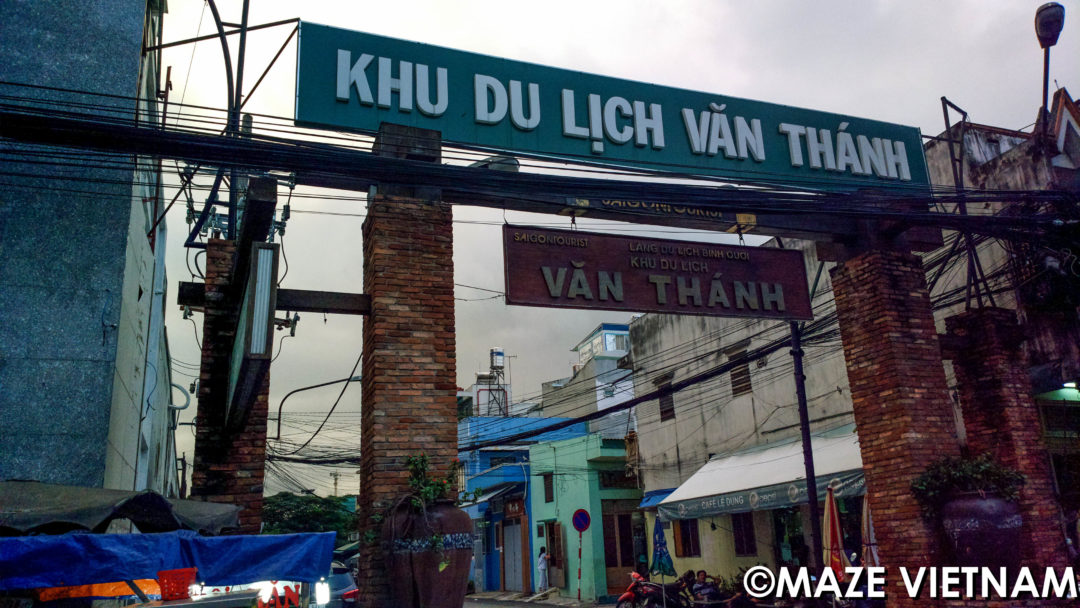 KHU DU LỊCH VĂN THÁNH
SAIGONTOURIST
SAIGONTOURIST
LÀNG DU LỊCH BÌNH QUỚI
KHU DU LỊCH
VĂN THÁNH
CAFÉ LE DUNG
©MAZE VIETNAM